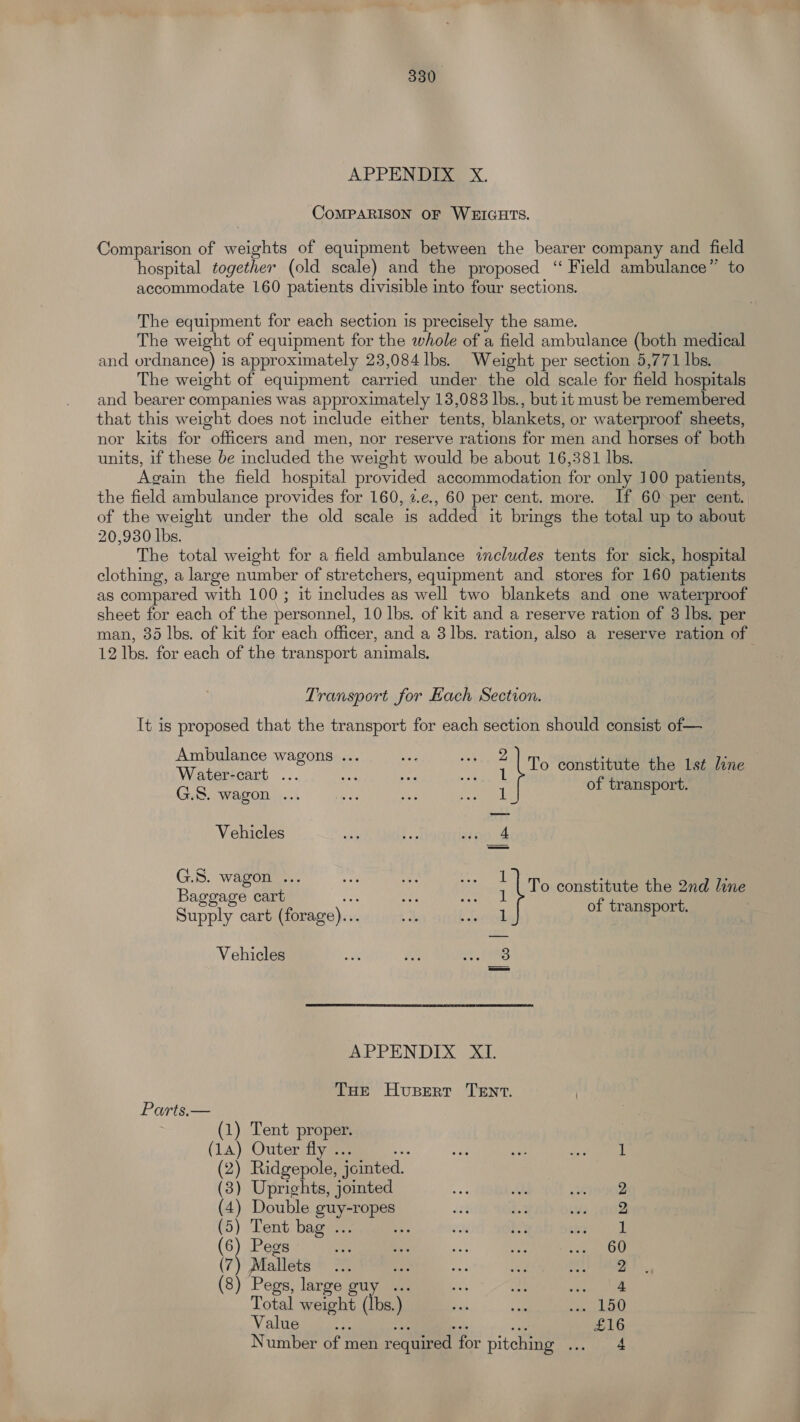 330
APPENDIX X.
COMPARISON OF WEIGHTS.
Comparison of weights of equipment between the bearer company and field
hospital together (old scale) and the proposed “Field ambulance” to
accommodate 160 patients divisible into four sections.
The equipment for each section is precisely the same.
The weight of equipment for the whole of a field ambulance (both medical
and ordnance) is approximately 23,084 lbs. Weight per section 5,771 lbs.
The weight of equipment carried under the old scale for field hospitals
and bearer companies was approximately 13,083 lbs., but it must be remembered
that this weight does not include either tents, blankets, or waterproof sheets,
nor kits for officers and men, nor reserve rations for men and horses of both
units, if these be included the weight would be about 16,381 lbs.
Again the field hospital provided accommodation for only 100 patients,
the field ambulance provides for 160, i.e., 60 per cent. more. If 60 per cent.
of the weight under the old scale is added it brings the total up to about
20,930 lbs.
The total weight for a field ambulance includes tents for sick, hospital
clothing, a large number of stretchers, equipment and stores for 160 patients
as compared with 100; it includes as well two blankets and one waterproof
sheet for each of the personnel, 10 lbs. of kit and a reserve ration of 3 lbs. per
man, 35 lbs. of kit for each officer, and a 3 lbs. ration, also a reserve ration of
12 lbs. for each of the transport animals.
Transport for Each Section.
It is proposed that the transport for each section should consist of—
Ambulance wagons ... ... ... 2
Water-cart ... ... ... ... 1
G.S. wagon ... ... ... ... 1
To constitute the 1st line
of transport.
Vehicles ... ... ... 4
G.S. wagon ... ... ... ... 1
Baggage cart ... ... ... 1
Supply cart (forage)... ... ... 1
To constitute the 2nd line
of transport.
Vehicles ... ... ... 3
APPENDIX XI.
THE HUBERT TENT.
Parts.—
(1) Tent proper.
(1A) Outer fly ... ... ... ... ... 1
(2) Ridgepole, jointed.
(3) Uprights, jointed ... ... ... 2
(4) Double guy-ropes ... ... ... 2
(5) Tent bag ... ... ... ... ... 1
(6) Pegs ... ... ... ... ... 60
(7) Mallets ... ... ... ... ... 2
(8) Pegs, large guy ... ... ... ... 4
Total weight (lbs.) ... ... ... 150
Value ... ... ... ... £16
Number of men required for pitching ... 4